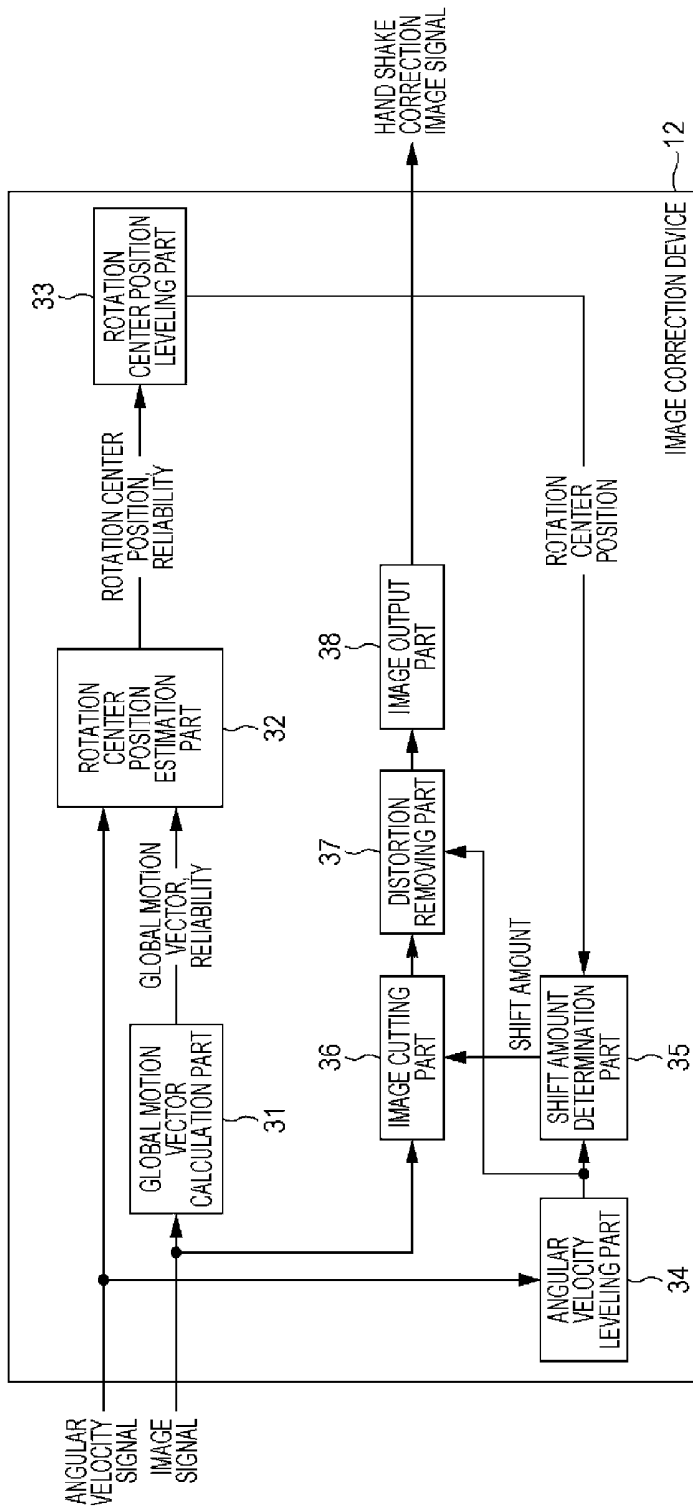 ANGULAR
VELOCITY
SIGNAL
IMAGE
SIGNAL
GLOBAL MOTION
VECTOR
CALCULATION PART
31
GLOBAL MOTION
VECTOR,
RELIABILITY
ROTATION
CENTER
POSITION
ESTIMATION
PART
32
ROTATION CENTER
POSITION,
RELIABILITY
33
ROTATION
CENTER POSITION
LEVELING PART
ANGULAR
VELOCITY
LEVELING PART
34
SHIFT AMOUNT
DETERMINATION
PART
35
SHIFT AMOUNT
36
IMAGE CUTTING
PART
37
DISTORTION
REMOVING PART
38
IMAGE OUTPUT
PART
ROTATION
CENTER
POSITION
HAND SHAKE
CORRECTION
IMAGE SIGNAL
IMAGE CORRECTION DEVICE
12